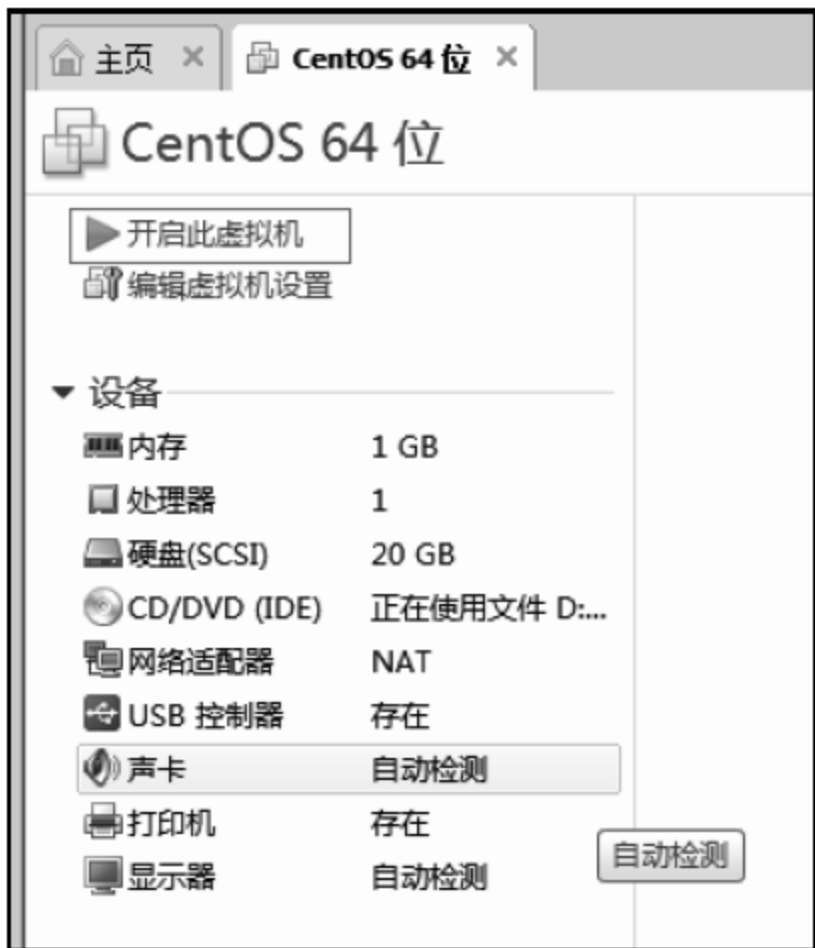 主页 × CentOS 64 位 ×
CentOS 64 位
开启此虚拟机
编辑虚拟机设置
设备
内存 1 GB
处理器 1
硬盘(SCSI) 20 GB
CD/DVD (IDE) 正在使用文件 D:...
网络适配器 NAT
USB 控制器 存在
声卡 自动检测
打印机 存在
自动检测
显示器 自动检测